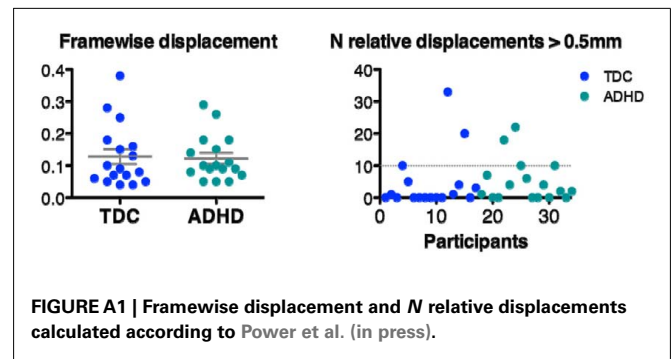 Framewise displacement
0.4
0.3
0.2
0.1
0.0
TDC
ADHD
N relative displacements > 0.5mm
40
30
20
10
0
0
10
20
30
Participants
TDC
ADHD
FIGURE A1 | Framewise displacement and N relative displacements
calculated according to Power et al. (in press).